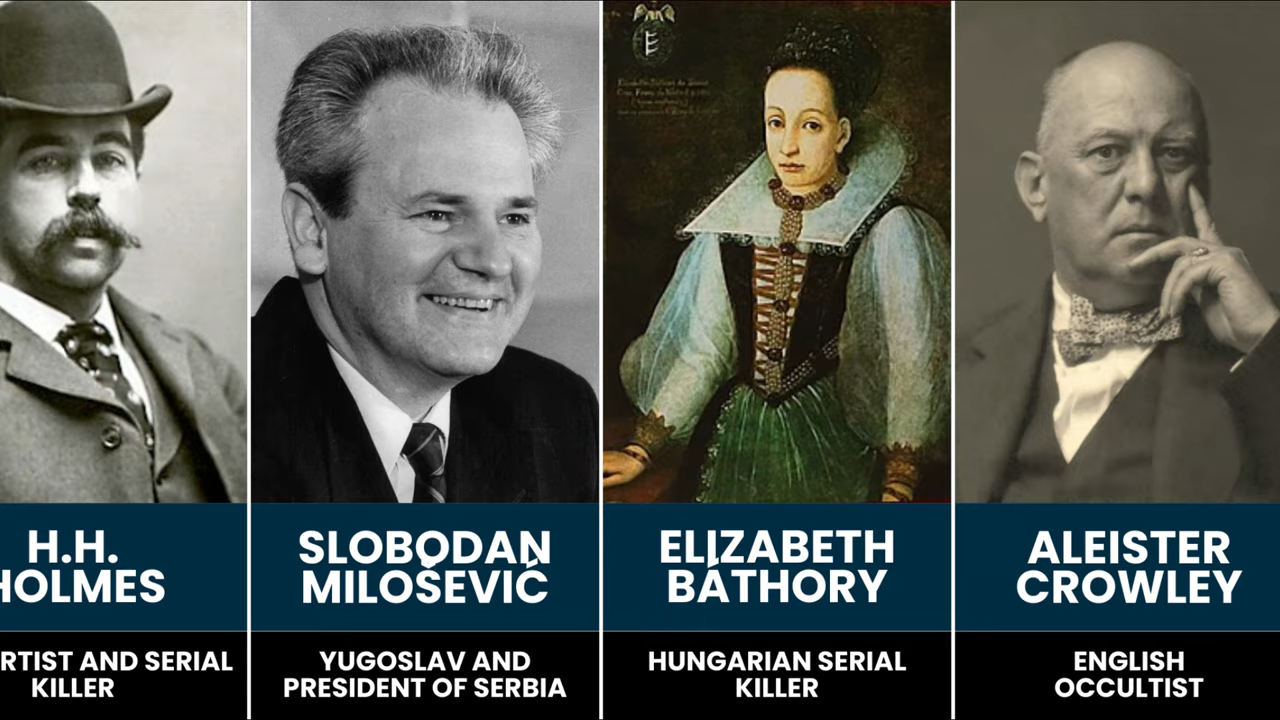 H.H.
HOLMES
RTIST AND SERIAL
KILLER
SLOBODAN
MILOŠEVIĆ
YUGOSLAV AND
PRESIDENT OF SERBIA
ELIZABETH
BÁTHORY
HUNGARIAN SERIAL
KILLER
ALEISTER
CROWLEY
ENGLISH
OCCULTIST